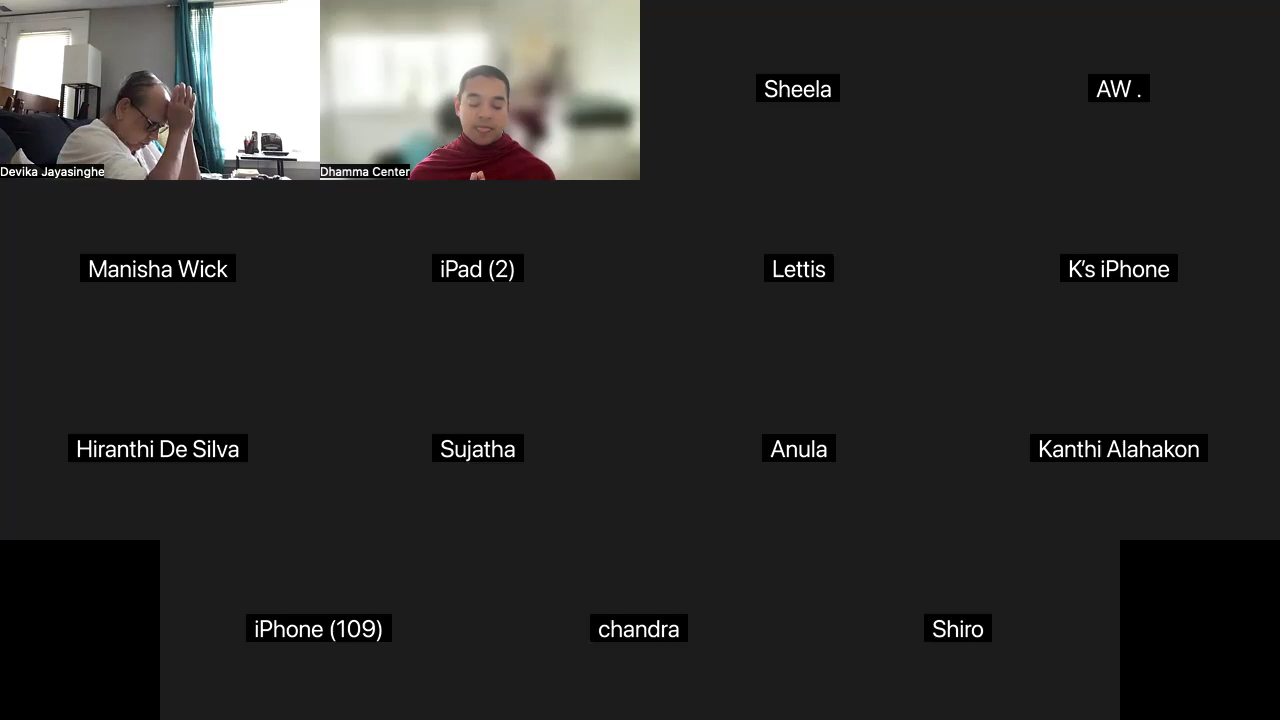 Devika Jayasinghe
Dhamma Center
Sheela
AW .
Manisha Wick
iPad (2)
Lettis
K’s iPhone
Hiranthi De Silva
Sujatha
Anula
Kanthi Alahakon
iPhone (109)
chandra
Shiro